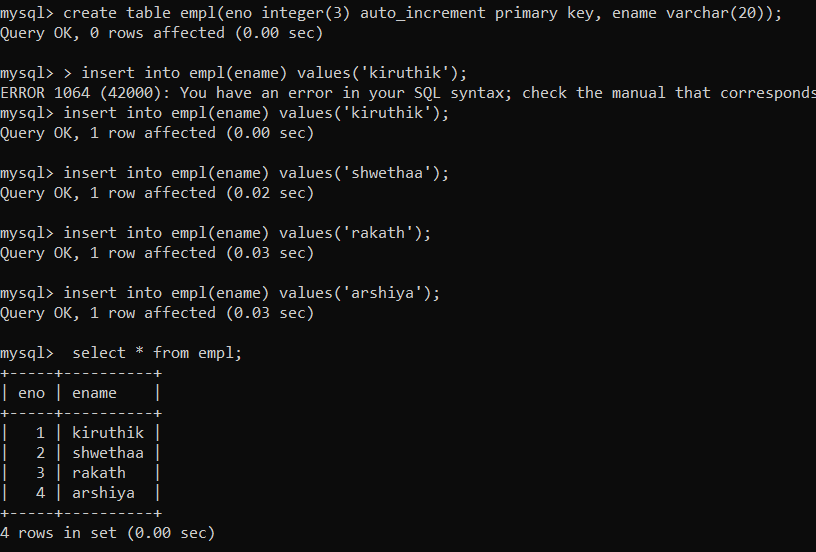 mysql> create table empl(eno integer(3) auto_increment primary key, ename varchar(20));
Query OK, 0 rows affected (0.00 sec)
mysql> > insert into empl(ename) values('kiruthik');
ERROR 1064 (42000): You have an error in your SQL syntax; check the manual that corresponds
mysql> insert into empl(ename) values('kiruthik');
Query OK, 1 row affected (0.00 sec)
mysql> insert into empl(ename) values('shwethaa');
Query OK, 1 row affected (0.02 sec)
mysql> insert into empl(ename) values('rakath');
Query OK, 1 row affected (0.03 sec)
mysql> insert into empl(ename) values('arshiya');
Query OK, 1 row affected (0.03 sec)
mysql>  select * from empl;
+-----+----------+
| eno | ename    |
+-----+----------+
|   1 | kiruthik |
|   2 | shwethaa |
|   3 | rakath   |
|   4 | arshiya  |
+-----+----------+
4 rows in set (0.00 sec)